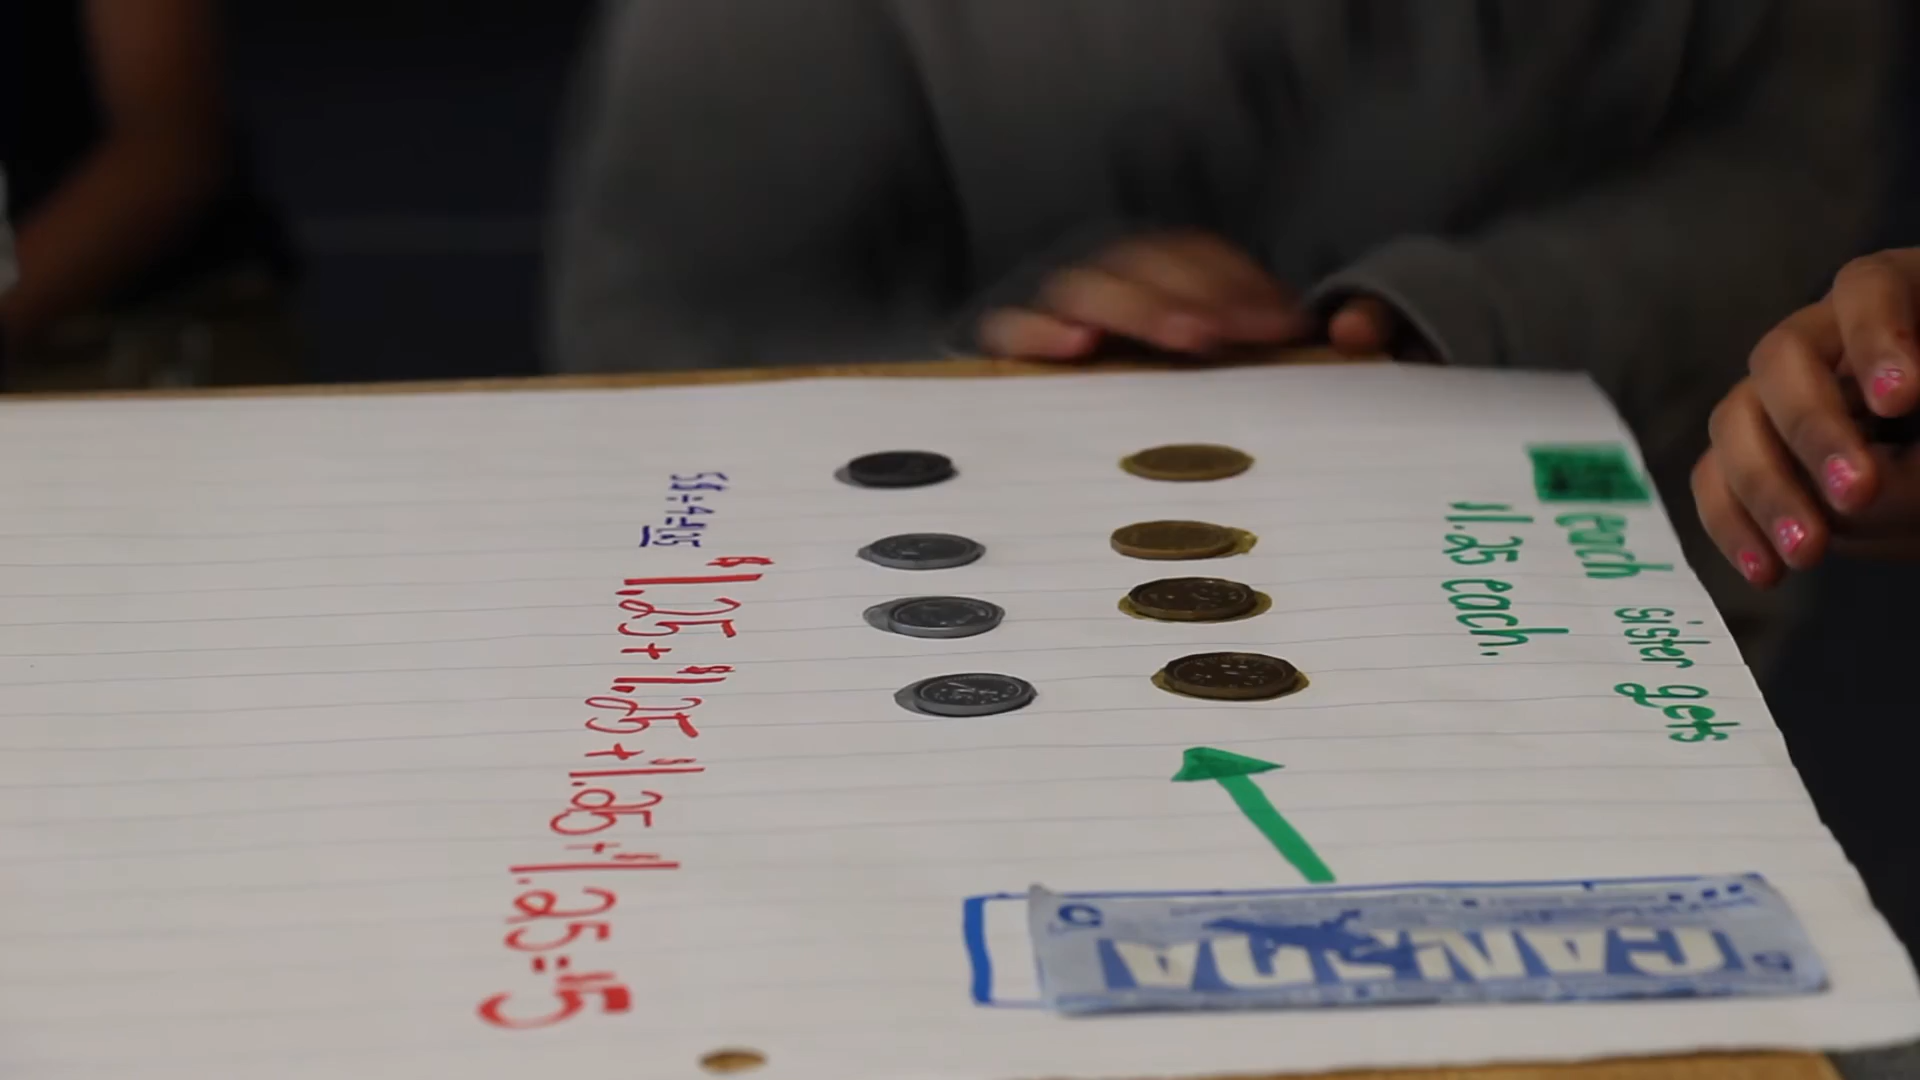 each sister gets
$1.25 each.
CANADA
$1.25 + $1.25 + $1.25 + $1.25 = $5
5$ ÷ 4 = 1.25